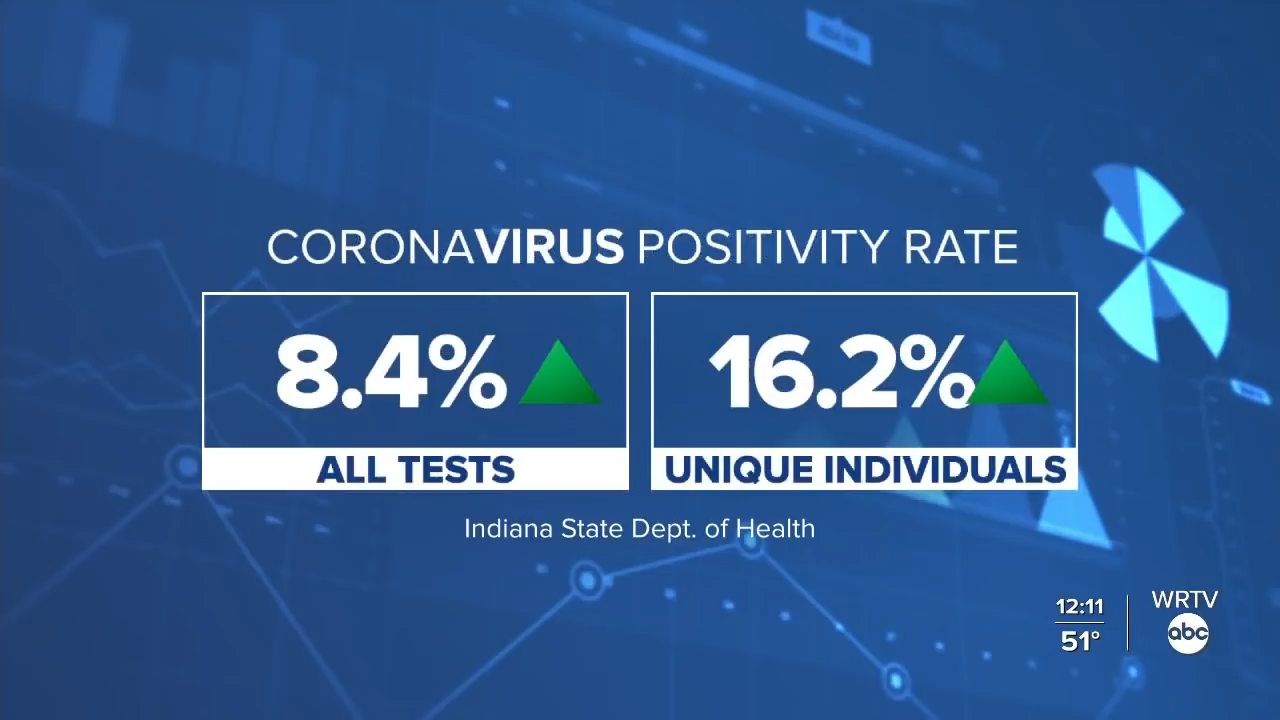 CORONAVIRUS POSITIVITY RATE
8.4%
16.2%
ALL TESTS
UNIQUE INDIVIDUALS
Indiana State Dept. of Health
12:11
51°
WRTV
abc